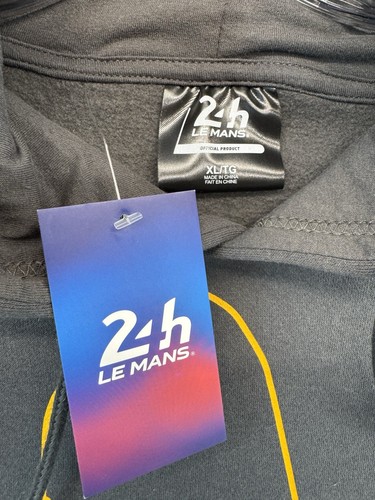 24h
LE MANS
OFFICIAL PRODUCT
XL/TG
MADE IN CHINA
FAIT EN CHINE
24h
LE MANS®